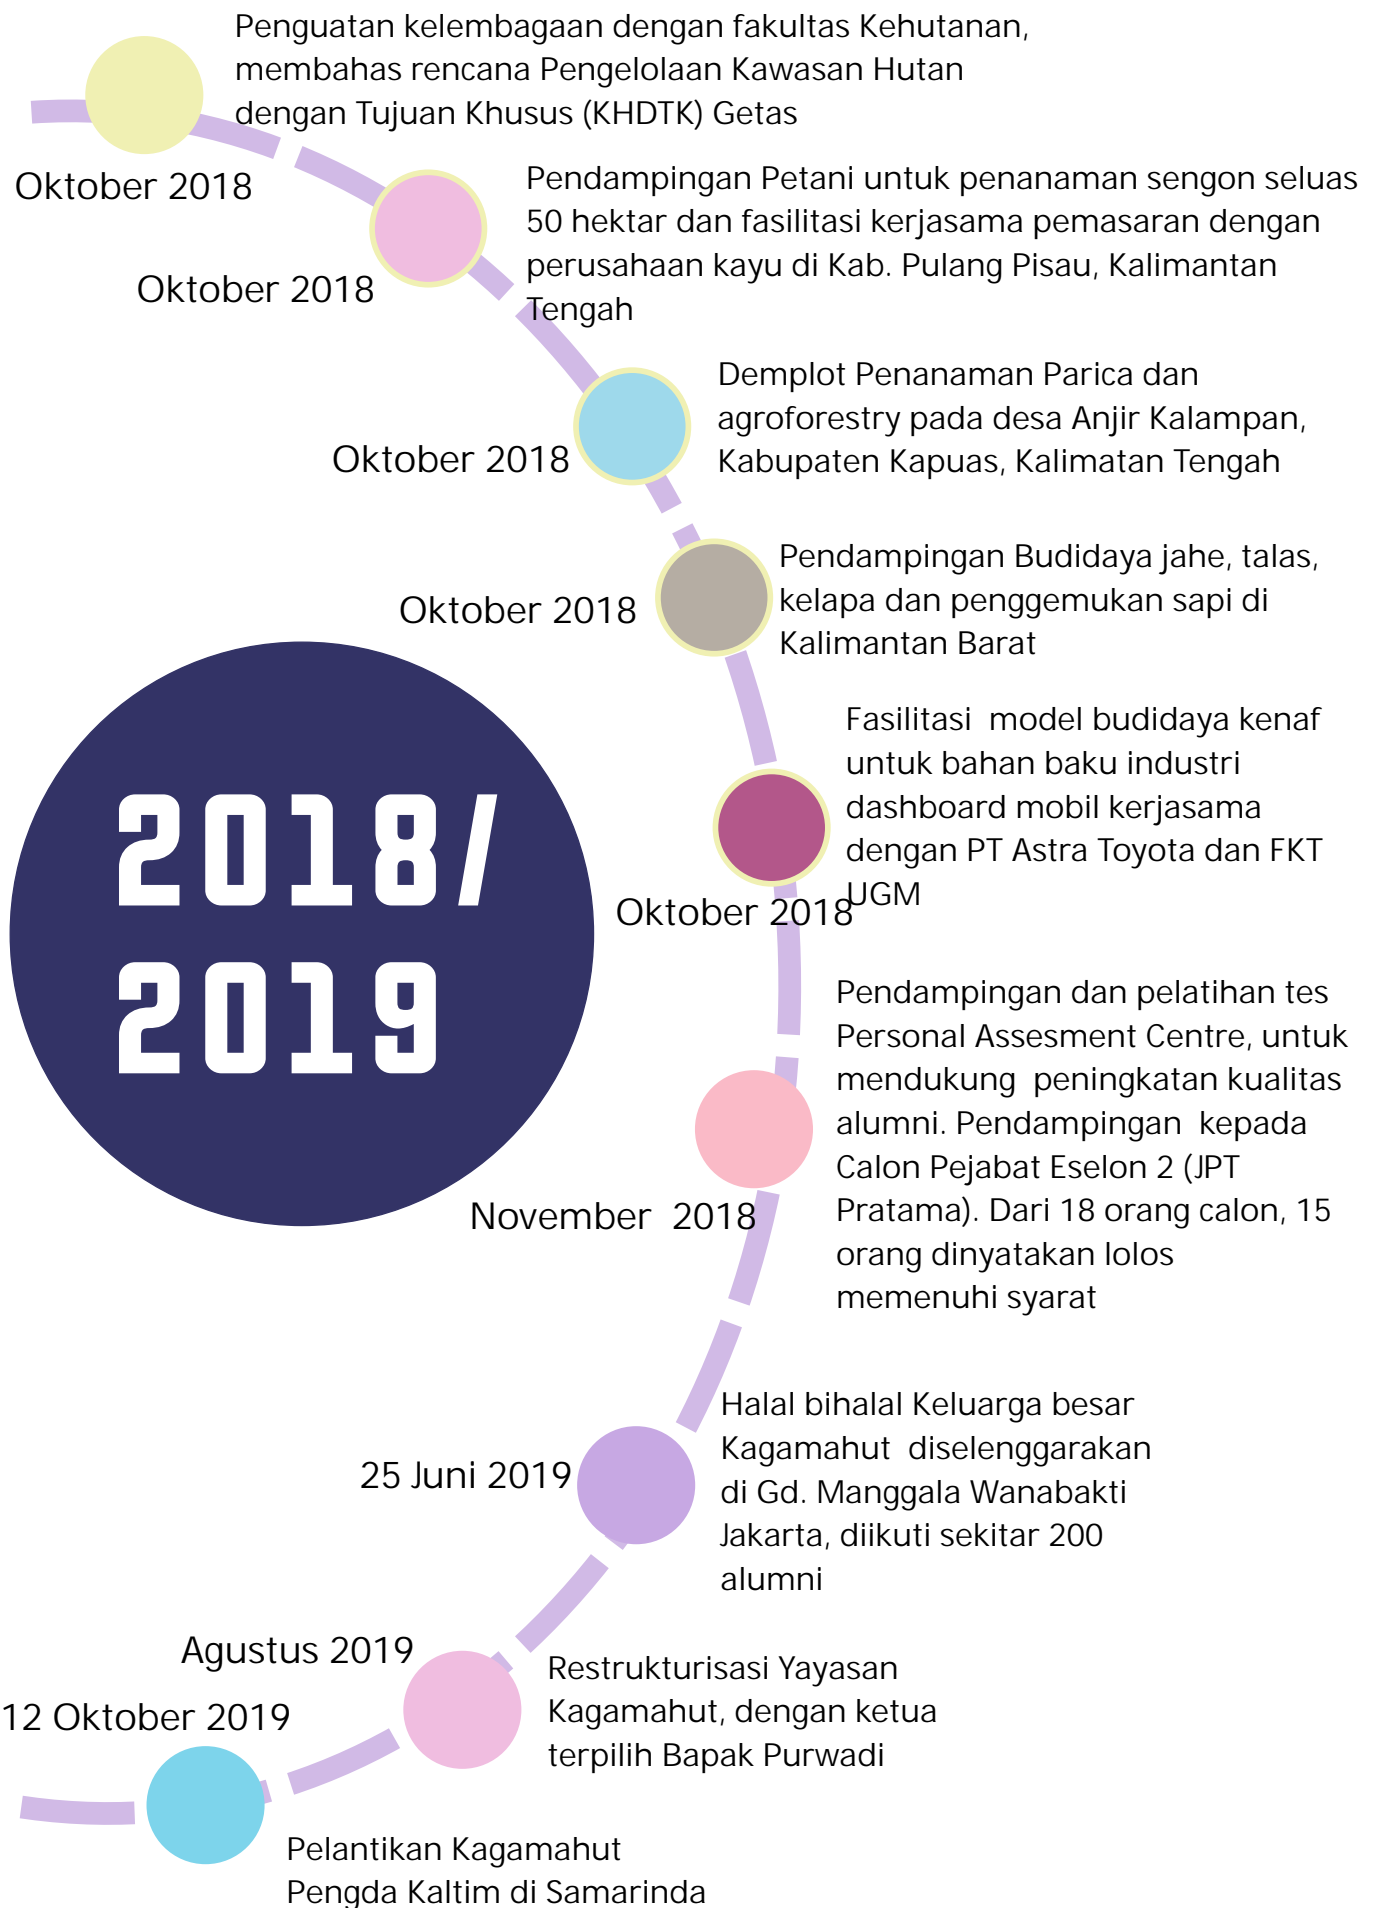 Penguatan kelembagaan dengan fakultas Kehutanan,
membahas rencana Pengelolaan Kawasan Hutan
dengan Tujuan Khusus (KHDTK) Getas
Oktober 2018
Pendampingan Petani untuk penanaman sengon seluas
50 hektar dan fasilitasi kerjasama pemasaran dengan
perusahaan kayu di Kab. Pulang Pisau, Kalimantan
Tengah
Oktober 2018
Demplot Penanaman Parica dan
agroforestry pada desa Anjir Kalampan,
Kabupaten Kapuas, Kalimatan Tengah
Oktober 2018
Pendampingan Budidaya jahe, talas,
kelapa dan penggemukan sapi di
Kalimantan Barat
Oktober 2018
Fasilitasi  model budidaya kenaf
untuk bahan baku industri
dashboard mobil kerjasama
dengan PT Astra Toyota dan FKT
UGM
Oktober 2018
2018/
2019
Pendampingan dan pelatihan tes
Personal Assesment Centre, untuk
mendukung  peningkatan kualitas
alumni. Pendampingan  kepada
Calon Pejabat Eselon 2 (JPT
Pratama). Dari 18 orang calon, 15
orang dinyatakan lolos
memenuhi syarat
November  2018
Halal bihalal Keluarga besar
Kagamahut  diselenggarakan
di Gd. Manggala Wanabakti
Jakarta, diikuti sekitar 200
alumni
25 Juni 2019
Agustus 2019
Restrukturisasi Yayasan
Kagamahut, dengan ketua
terpilih Bapak Purwadi
12 Oktober 2019
Pelantikan Kagamahut
Pengda Kaltim di Samarinda